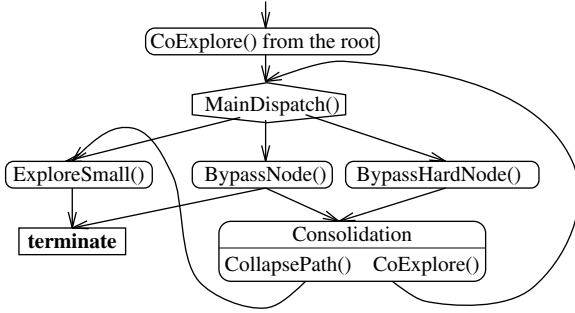 CoExplore() from the root
MainDispatch()
ExploreSmall()
BypassNode()
BypassHardNode()
terminate
Consolidation
CollapsePath() CoExplore()